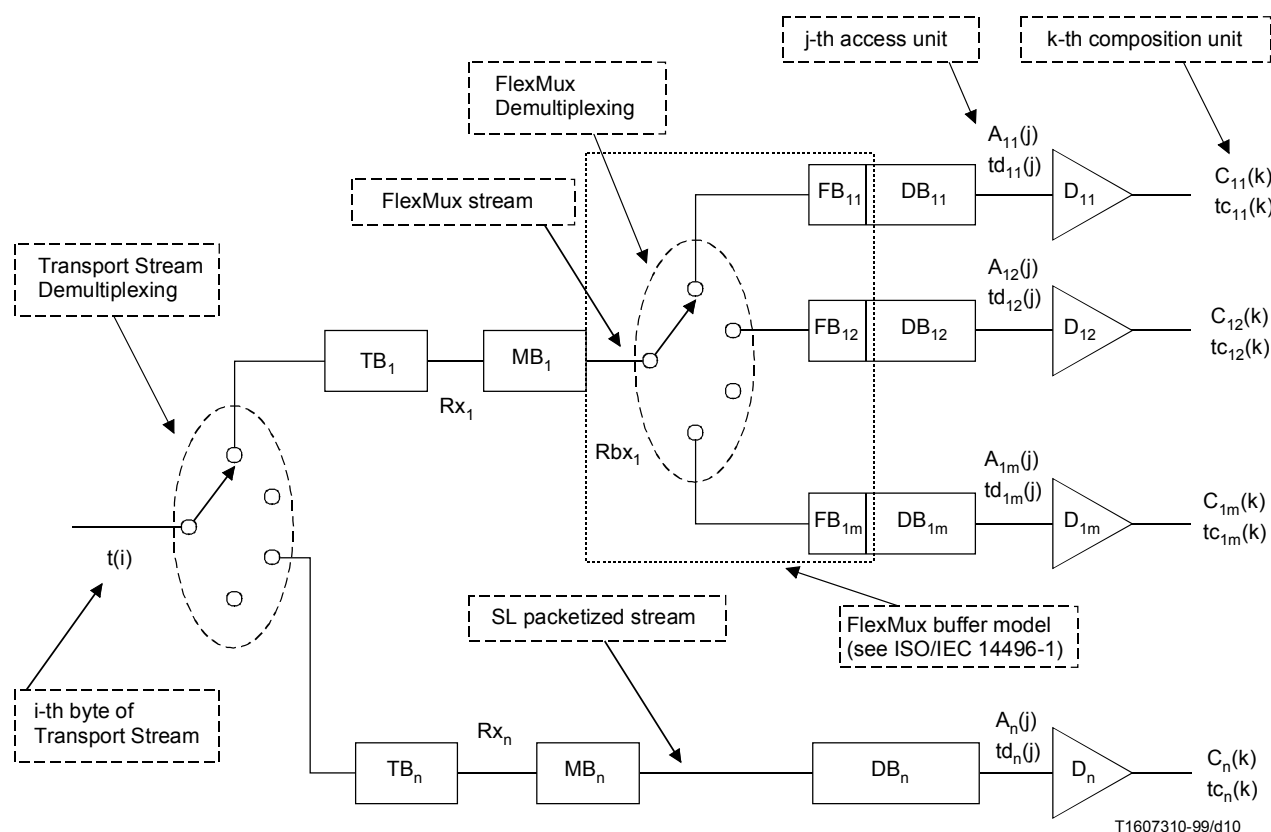 j-th access unit
k-th composition unit
FlexMux
Demultiplexing
A₁₁(j)
td₁₁(j)
FB₁₁
DB₁₁
D₁₁
C₁₁(k)
tc₁₁(k)
FlexMux stream
Transport Stream
Demultiplexing
A₁₂(j)
td₁₂(j)
FB₁₂
DB₁₂
D₁₂
C₁₂(k)
tc₁₂(k)
TB₁
MB₁
Rx₁
Rbx₁
A₁ₘ(j)
td₁ₘ(j)
FB₁ₘ
DB₁ₘ
D₁ₘ
C₁ₘ(k)
tc₁ₘ(k)
t(i)
SL packetized stream
FlexMux buffer model
(see ISO/IEC 14496-1)
i-th byte of
Transport Stream
Rxₙ
TBₙ
MBₙ
DBₙ
Aₙ(j)
tdₙ(j)
Dₙ
Cₙ(k)
tcₙ(k)
T1607310-99/d10